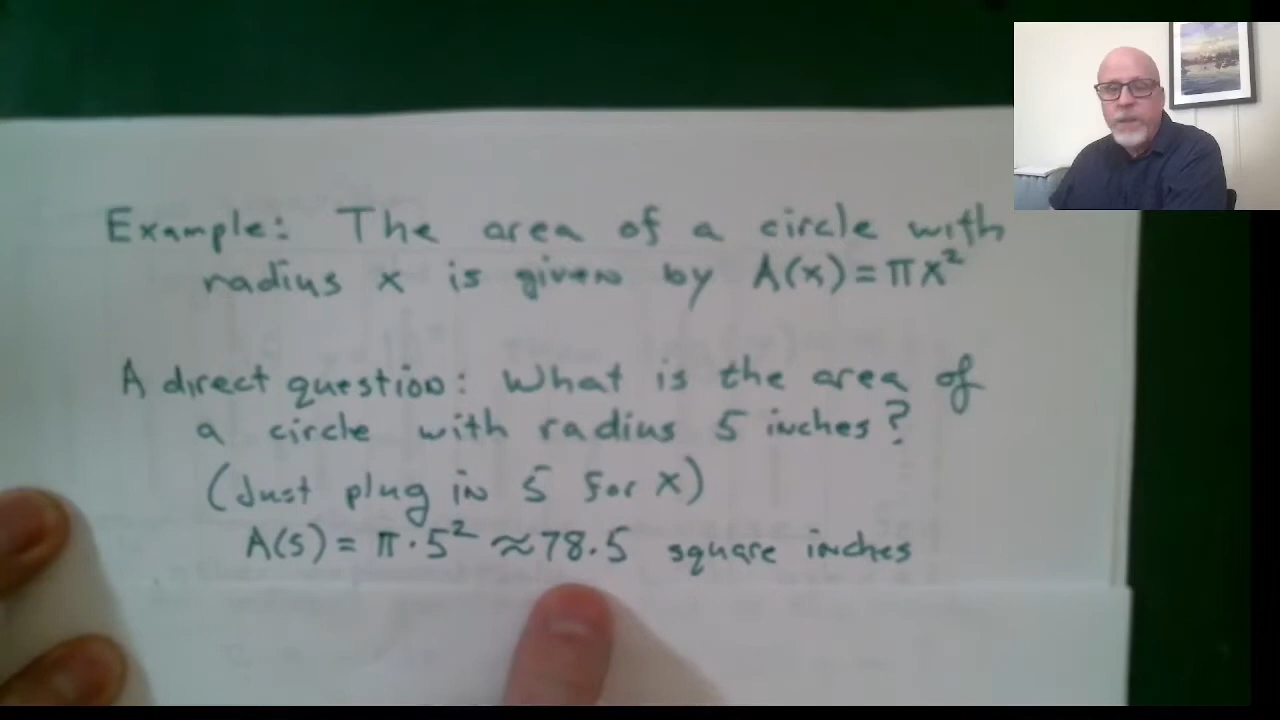 Example: The area of a circle with
radius x is given by A(x) = πx²
A direct question: What is the area of
a circle with radius 5 inches?
(Just plug in 5 for x)
A(5) = π·5² ≈ 78.5 square inches